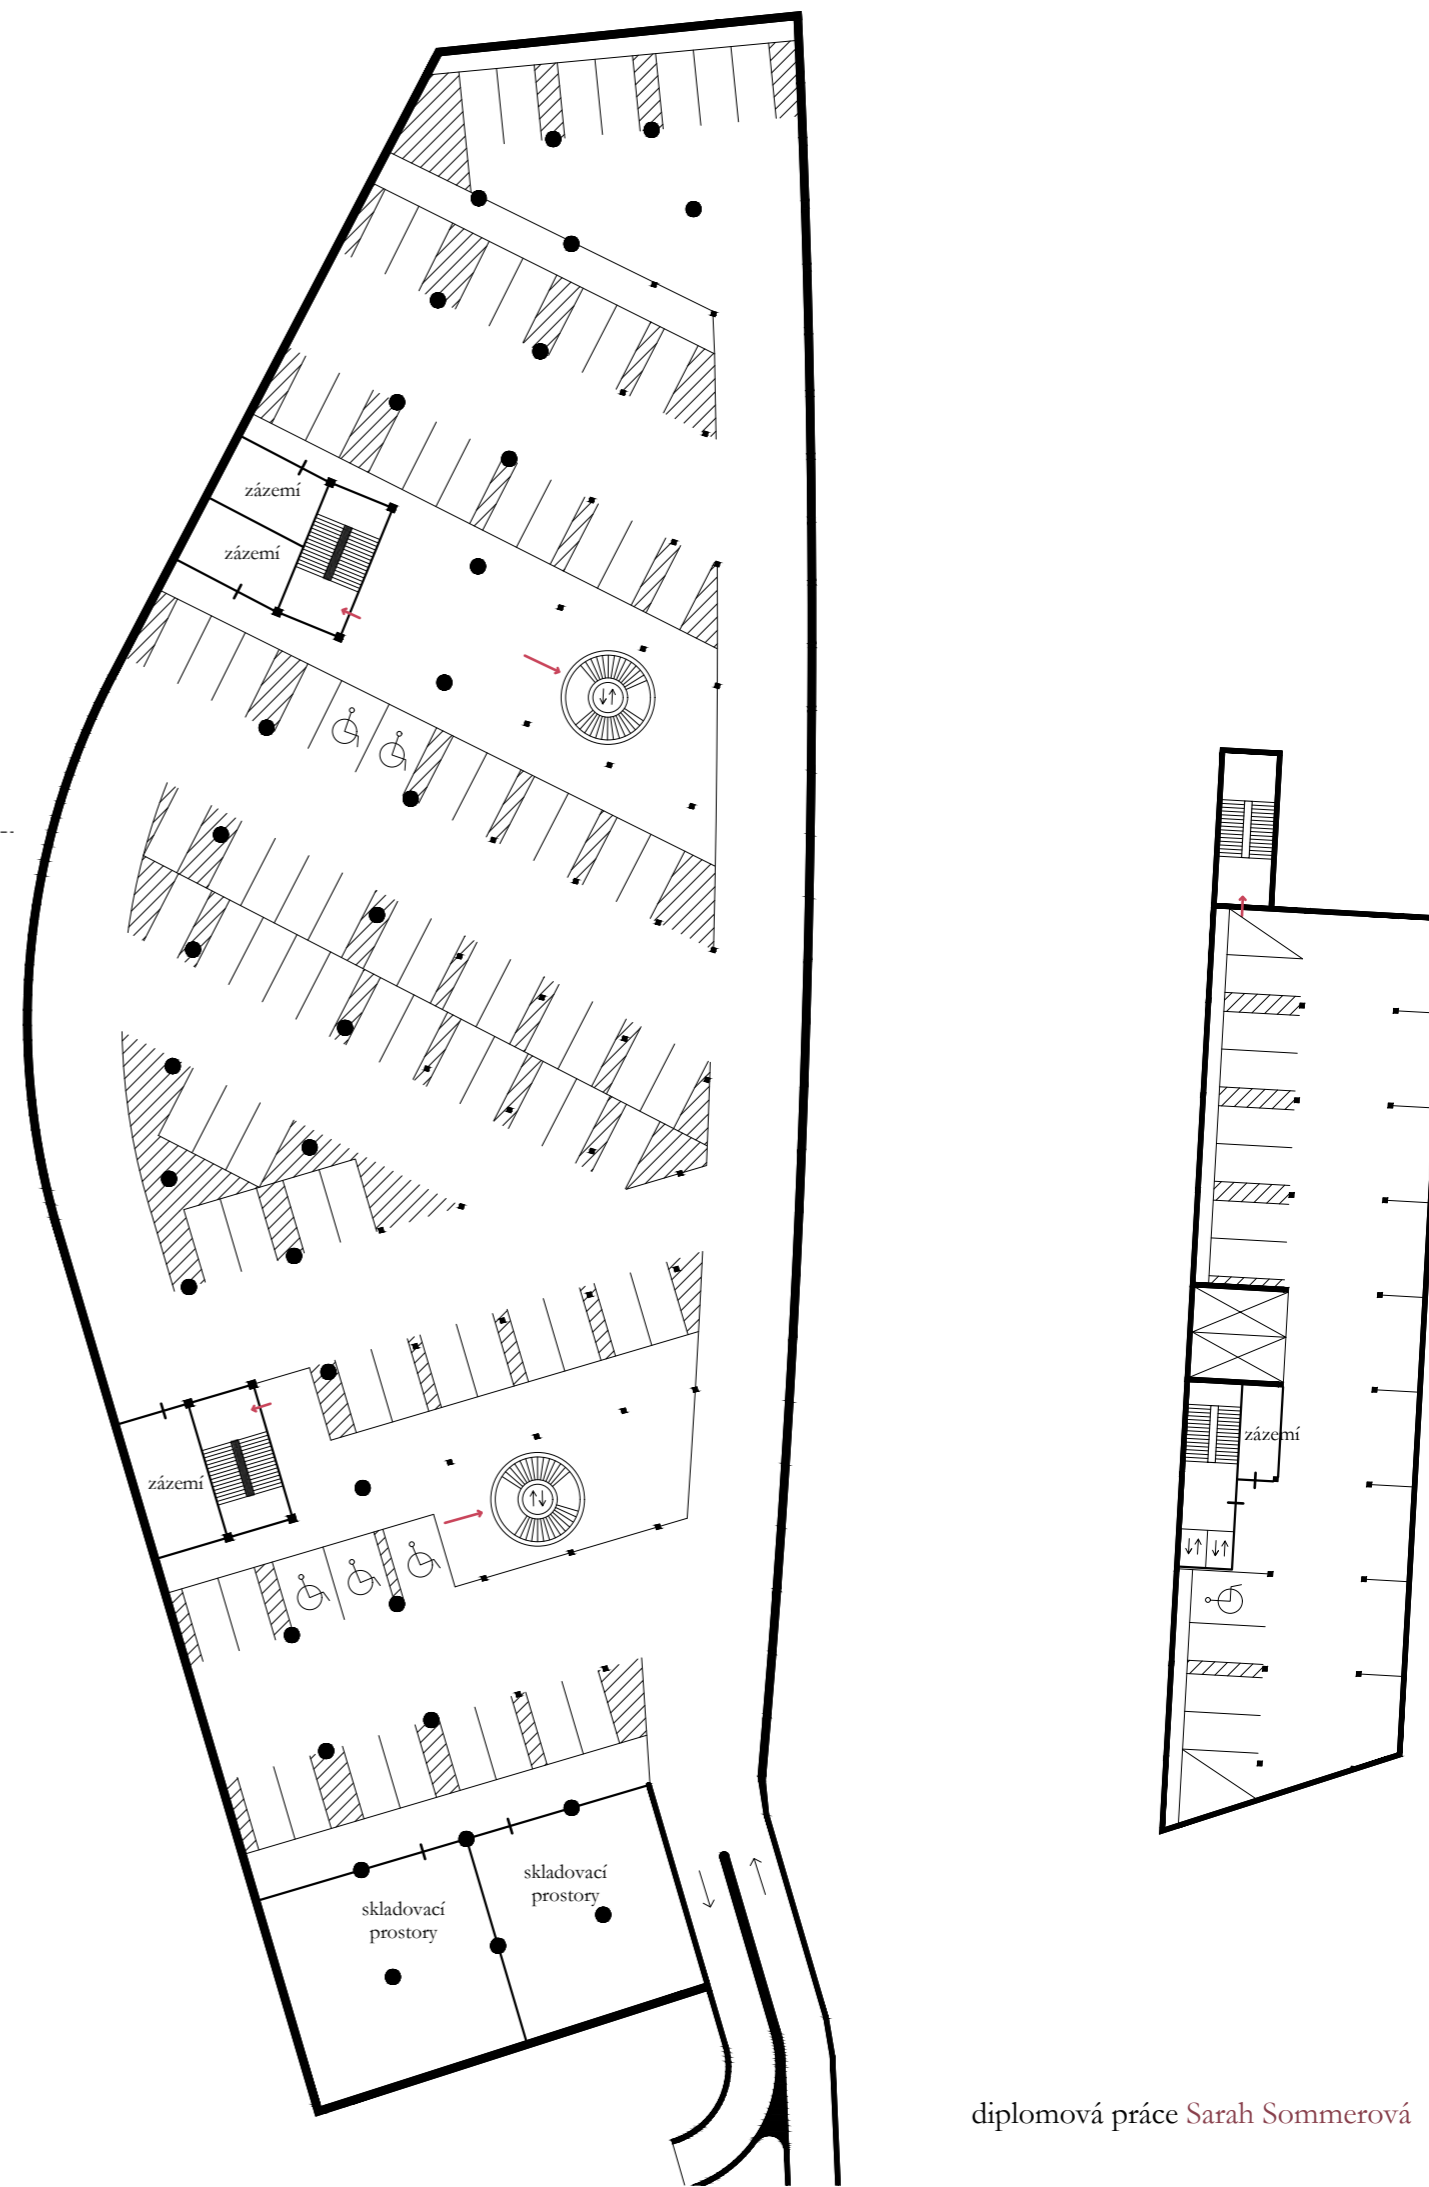 zázemí
zázemí
zázemí
zázemí
skladovací
prostory
skladovací
prostory
diplomová práce Sarah Sommerová